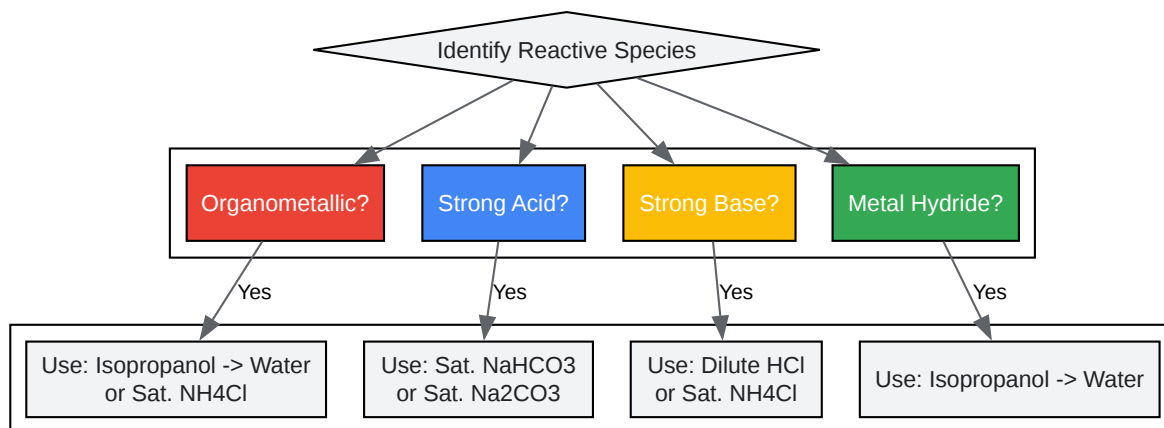 Identify Reactive Species
Organometallic?
Strong Acid?
Strong Base?
Metal Hydride?
Yes
Yes
Yes
Yes
Use: Isopropanol -> Water
or Sat. NH4Cl
Use: Sat. NaHCO3
or Sat. Na2CO3
Use: Dilute HCl
or Sat. NH4Cl
Use: Isopropanol -> Water